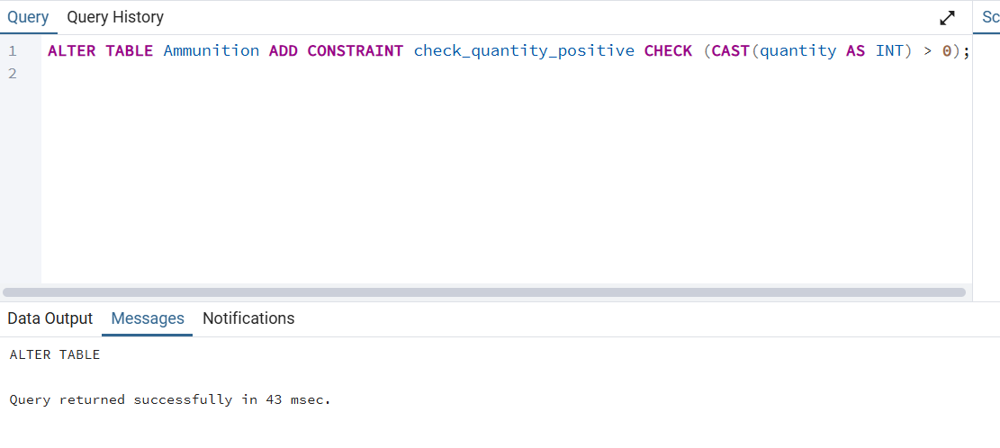 Query Query History Sc
1 ALTER TABLE Ammunition ADD CONSTRAINT check_quantity_positive CHECK (CAST(quantity AS INT) > 0);
2
Data Output Messages Notifications
ALTER TABLE
Query returned successfully in 43 msec.